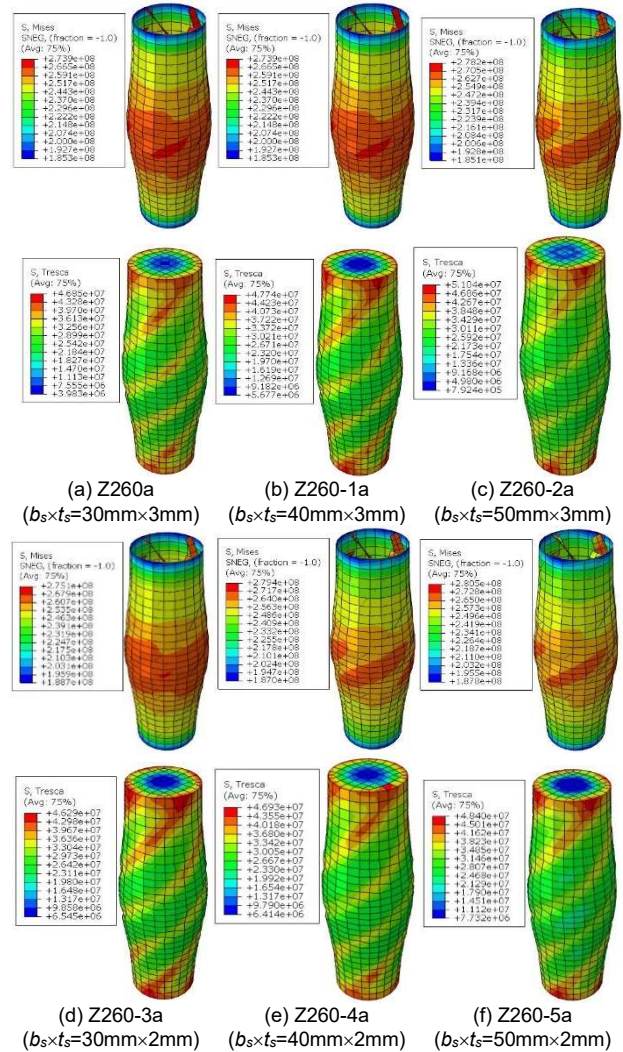 S, Mises
SNEG, (fraction = -1.0)
(Avg: 75%)
+2.739e+08
+2.665e+08
+2.591e+08
+2.517e+08
+2.443e+08
+2.370e+08
+2.296e+08
+2.222e+08
+2.148e+08
+2.074e+08
+2.000e+08
+1.927e+08
+1.853e+08
S, Mises
SNEG, (fraction = -1.0)
(Avg: 75%)
+2.739e+08
+2.665e+08
+2.591e+08
+2.517e+08
+2.443e+08
+2.370e+08
+2.296e+08
+2.222e+08
+2.148e+08
+2.074e+08
+2.000e+08
+1.927e+08
+1.853e+08
S, Mises
SNEG, (fraction = -1.0)
(Avg: 75%)
+2.782e+08
+2.705e+08
+2.627e+08
+2.549e+08
+2.472e+08
+2.394e+08
+2.317e+08
+2.239e+08
+2.161e+08
+2.084e+08
+2.006e+08
+1.928e+08
+1.851e+08
S, Tresca
(Avg: 75%)
+4.685e+07
+4.328e+07
+3.970e+07
+3.613e+07
+3.256e+07
+2.899e+07
+2.542e+07
+2.184e+07
+1.827e+07
+1.470e+07
+1.113e+07
+7.555e+06
+3.983e+06
S, Tresca
(Avg: 75%)
+4.774e+07
+4.423e+07
+4.073e+07
+3.722e+07
+3.372e+07
+3.021e+07
+2.671e+07
+2.320e+07
+1.970e+07
+1.619e+07
+1.269e+07
+9.182e+06
+5.677e+06
S, Tresca
(Avg: 75%)
+5.104e+07
+4.686e+07
+4.267e+07
+3.848e+07
+3.429e+07
+3.011e+07
+2.592e+07
+2.173e+07
+1.754e+07
+1.336e+07
+9.168e+06
+4.980e+06
+7.924e+05
(a) Z260a
(bs×ts=30mm×3mm)
(b) Z260-1a
(bs×ts=40mm×3mm)
(c) Z260-2a
(bs×ts=50mm×3mm)
S, Mises
SNEG, (fraction = -1.0)
(Avg: 75%)
+2.751e+08
+2.679e+08
+2.607e+08
+2.535e+08
+2.463e+08
+2.391e+08
+2.319e+08
+2.247e+08
+2.175e+08
+2.103e+08
+2.031e+08
+1.959e+08
+1.887e+08
S, Mises
SNEG, (fraction = -1.0)
(Avg: 75%)
+2.794e+08
+2.717e+08
+2.640e+08
+2.563e+08
+2.486e+08
+2.409e+08
+2.332e+08
+2.255e+08
+2.178e+08
+2.101e+08
+2.024e+08
+1.947e+08
+1.870e+08
S, Mises
SNEG, (fraction = -1.0)
(Avg: 75%)
+2.805e+08
+2.728e+08
+2.650e+08
+2.573e+08
+2.496e+08
+2.419e+08
+2.341e+08
+2.264e+08
+2.187e+08
+2.110e+08
+2.032e+08
+1.955e+08
+1.878e+08
S, Tresca
(Avg: 75%)
+4.629e+07
+4.298e+07
+3.967e+07
+3.636e+07
+3.304e+07
+2.973e+07
+2.642e+07
+2.311e+07
+1.980e+07
+1.648e+07
+1.317e+07
+9.858e+06
+6.545e+06
S, Tresca
(Avg: 75%)
+4.693e+07
+4.355e+07
+4.018e+07
+3.680e+07
+3.342e+07
+3.005e+07
+2.667e+07
+2.330e+07
+1.992e+07
+1.654e+07
+1.317e+07
+9.790e+06
+6.414e+06
S, Tresca
(Avg: 75%)
+4.840e+07
+4.501e+07
+4.162e+07
+3.823e+07
+3.485e+07
+3.146e+07
+2.807e+07
+2.468e+07
+2.129e+07
+1.790e+07
+1.451e+07
+1.112e+07
+7.732e+06
(d) Z260-3a
(bs×ts=30mm×2mm)
(e) Z260-4a
(bs×ts=40mm×2mm)
(f) Z260-5a
(bs×ts=50mm×2mm)